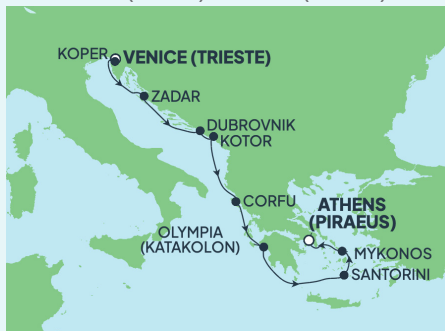 KOPER
VENICE (TRIESTE)
ZADAR
DUBROVNIK
KOTOR
CORFU
OLYMPIA
(KATAKOLON)
ATHENS
(PIRAEUS)
MYKONOS
SANTORINI